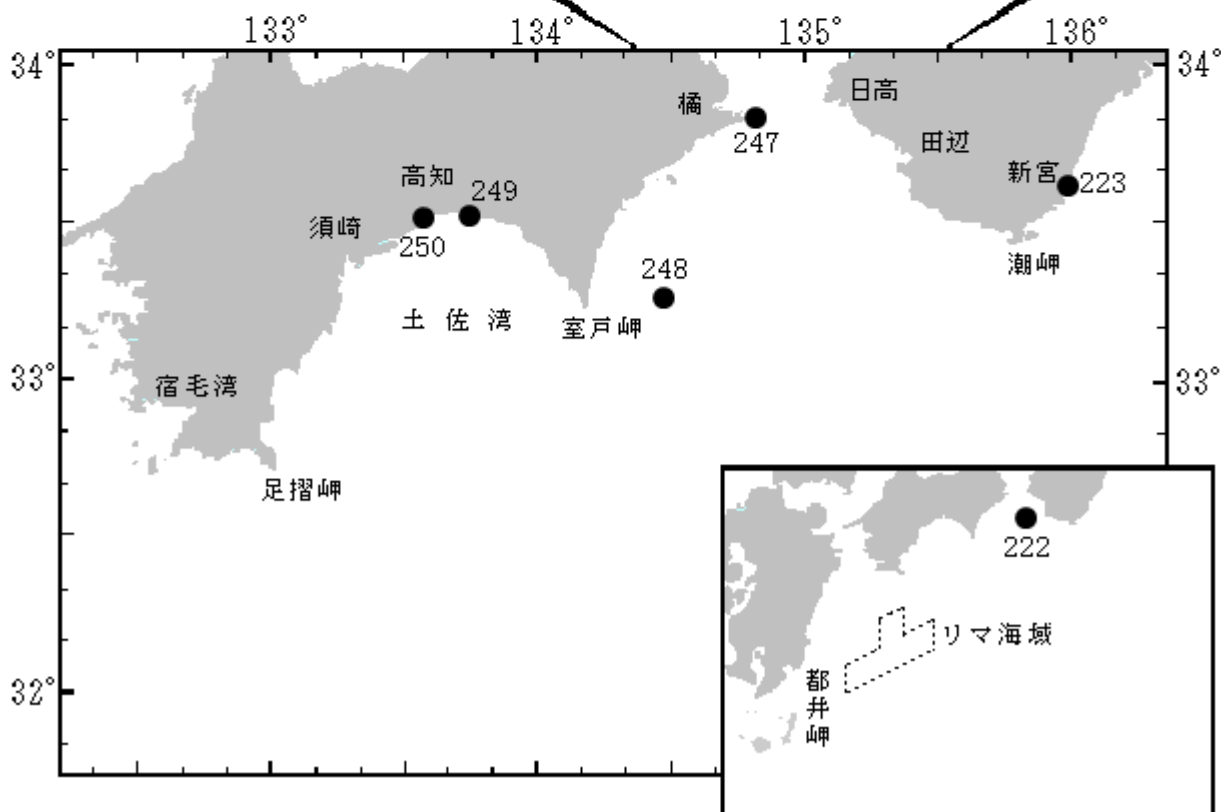 133° 134° 135° 136°
34° 34°
橘
日高
247
田辺
高知
新宮
223
249
須崎
250
潮岬
248
土佐湾
室戸岬
33° 33°
宿毛湾
足摺岬
222
リマ海域
32°
都井岬